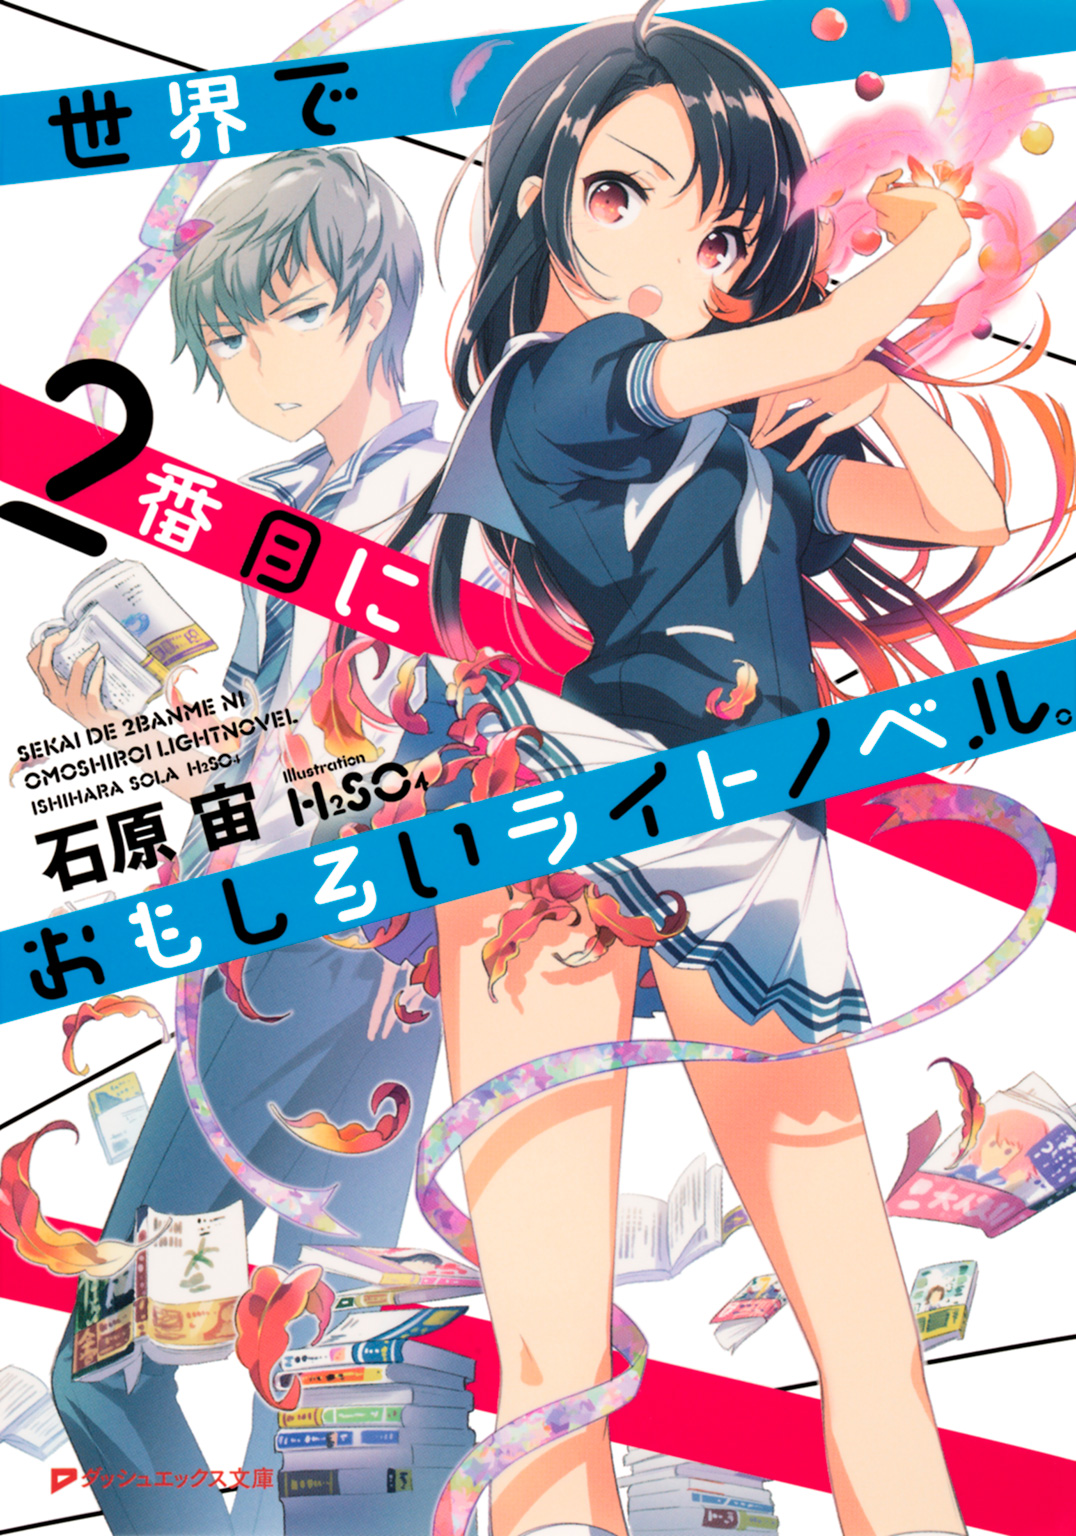 世界で
2番目に
おもしろいライトノベル。
SEKAI DE 2BANME NI
OMOSHIROI LIGHTNOVEL
ISHIHARA SOLA H2SO4
石原 宙
Illustration
H2SO4
ダッシュエックス文庫